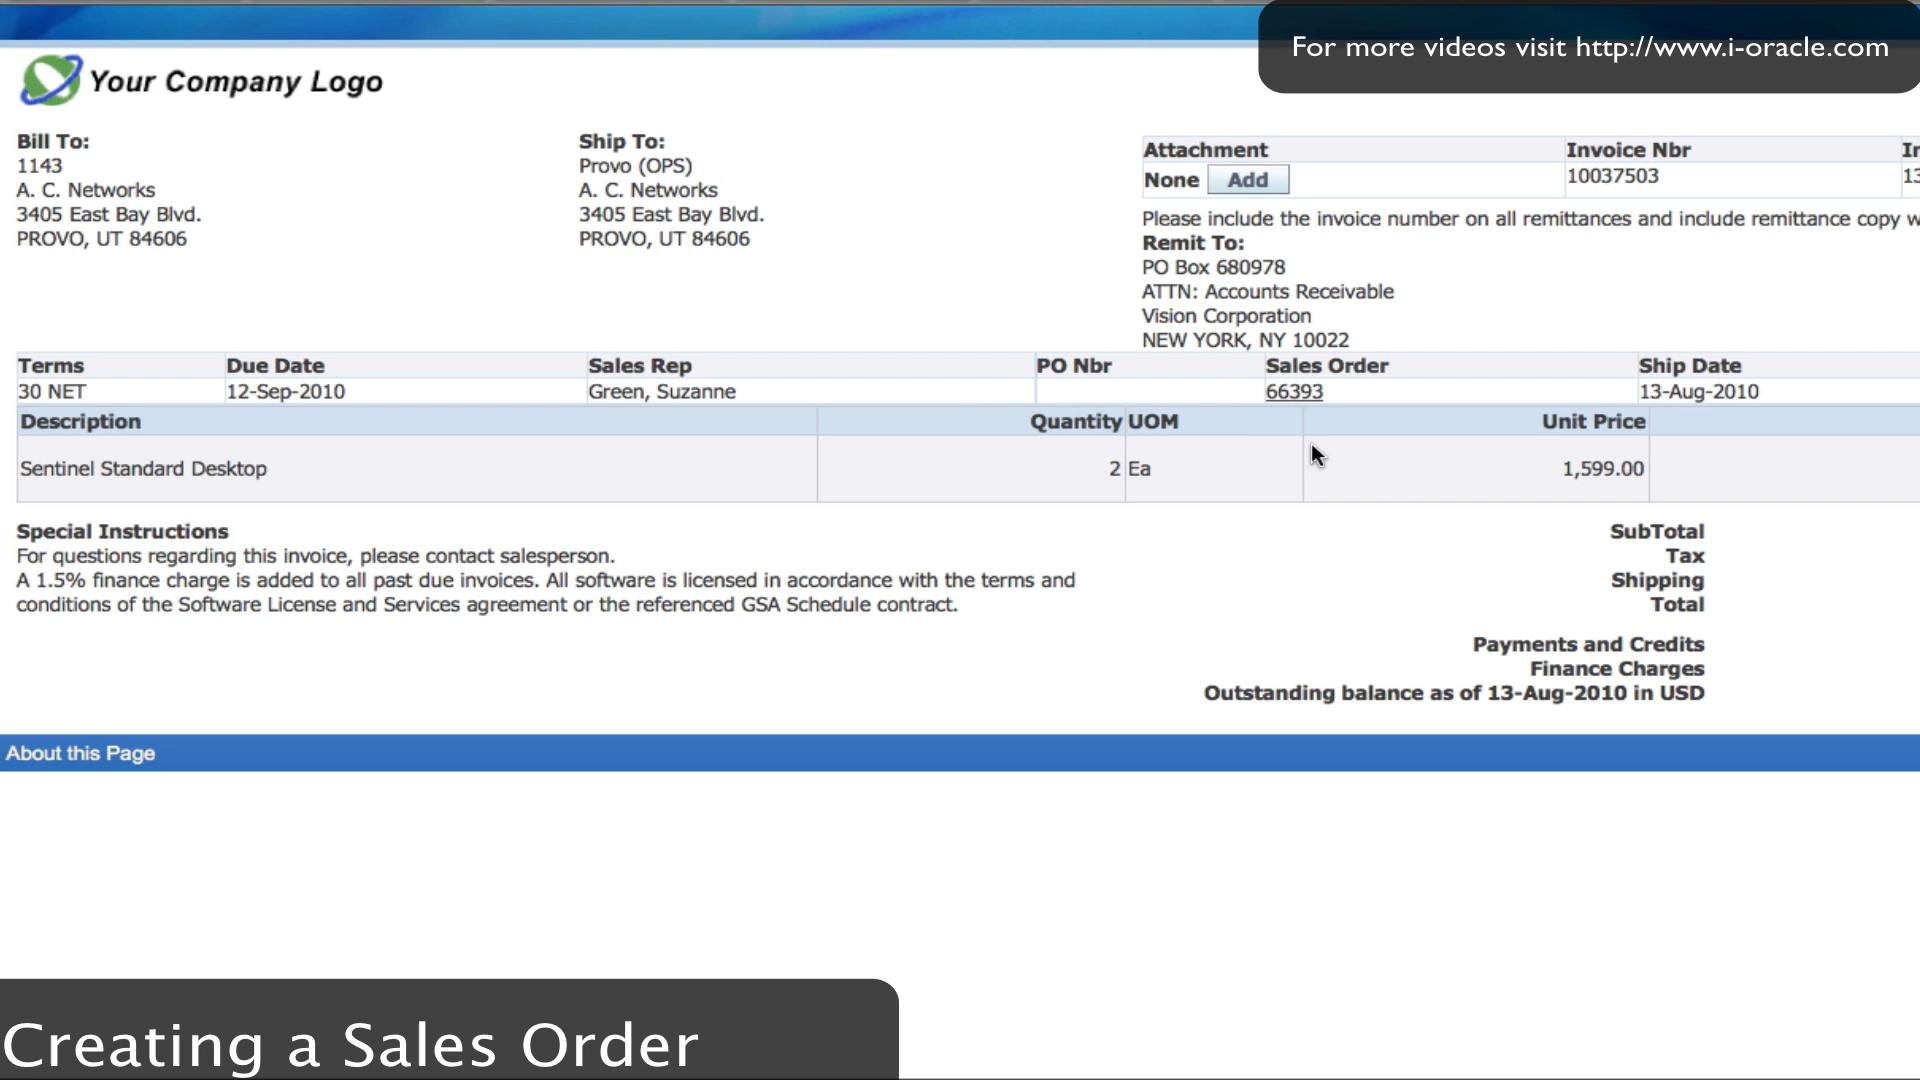 For more videos visit http://www.i-oracle.com
Your Company Logo
Bill To:
1143
A. C. Networks
3405 East Bay Blvd.
PROVO, UT 84606
Ship To:
Provo (OPS)
A. C. Networks
3405 East Bay Blvd.
PROVO, UT 84606
Attachment Invoice Nbr
None Add 10037503
Please include the invoice number on all remittances and include remittance copy
Remit To:
PO Box 680978
ATTN: Accounts Receivable
Vision Corporation
NEW YORK, NY 10022
Terms Due Date Sales Rep PO Nbr Sales Order Ship Date
30 NET 12-Sep-2010 Green, Suzanne 66393 13-Aug-2010
Description Quantity UOM Unit Price
Sentinel Standard Desktop 2 Ea 1,599.00
Special Instructions
For questions regarding this invoice, please contact salesperson.
A 1.5% finance charge is added to all past due invoices. All software is licensed in accordance with the terms and
conditions of the Software License and Services agreement or the referenced GSA Schedule contract.
SubTotal
Tax
Shipping
Total
Payments and Credits
Finance Charges
Outstanding balance as of 13-Aug-2010 in USD
About this Page
Creating a Sales Order